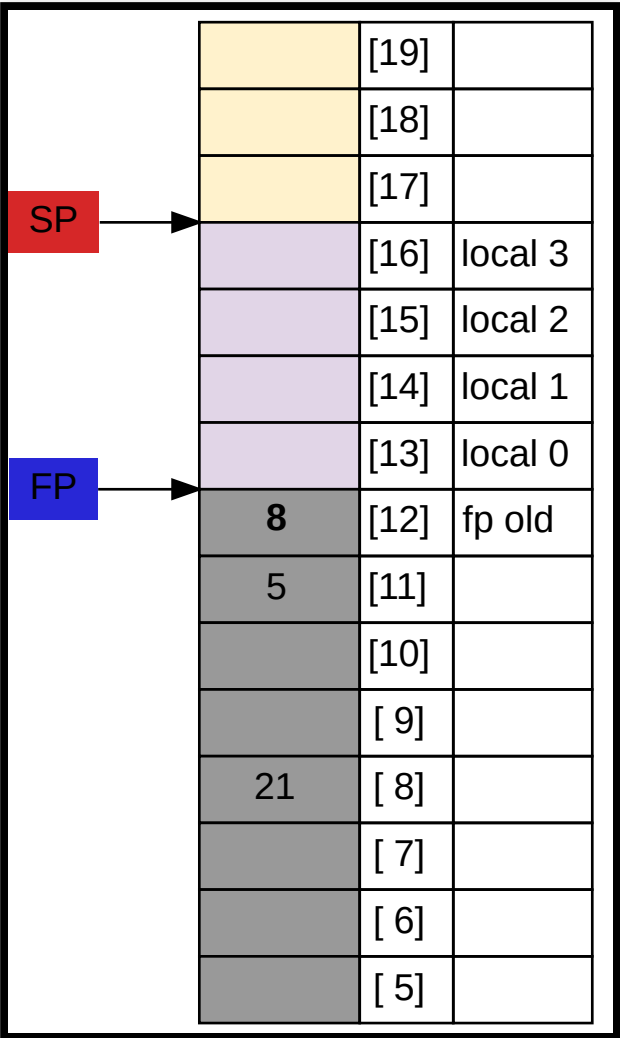 [19]
[18]
[17]
SP
[16] local 3
[15] local 2
[14] local 1
[13] local 0
FP
8 [12] fp old
5 [11]
[10]
[ 9]
21 [ 8]
[ 7]
[ 6]
[ 5]